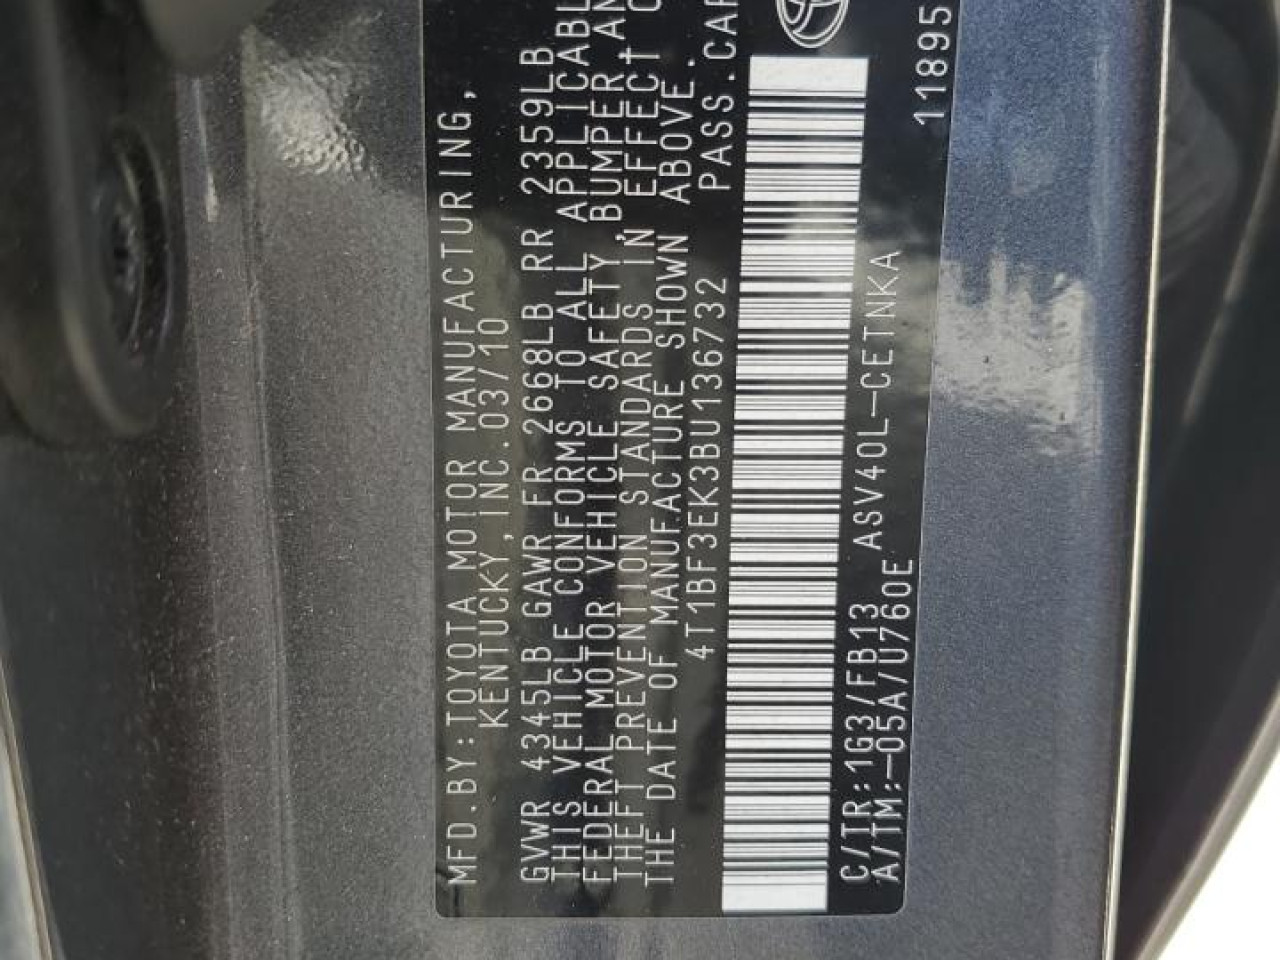 MFD.BY:TOYOTA MOTOR MANUFACTURING,
KENTUCKY,INC.03/10
GVWR 4345LB GAWR FR 2668LB RR 2359LB
THIS VEHICLE CONFORMS TO ALL APPLICABL
FEDERAL MOTOR VEHICLE SAFETY,BUMPER AN
THEFT PREVENTION STANDARDS IN EFFECT O
THE DATE OF MANUFACTURE SHOWN ABOVE.
4T1BF3EK3BU136732 PASS.CAR
C/TR:1G3/FB13 ASV40L-CETNKA
A/TM:-05A/U760E 11895